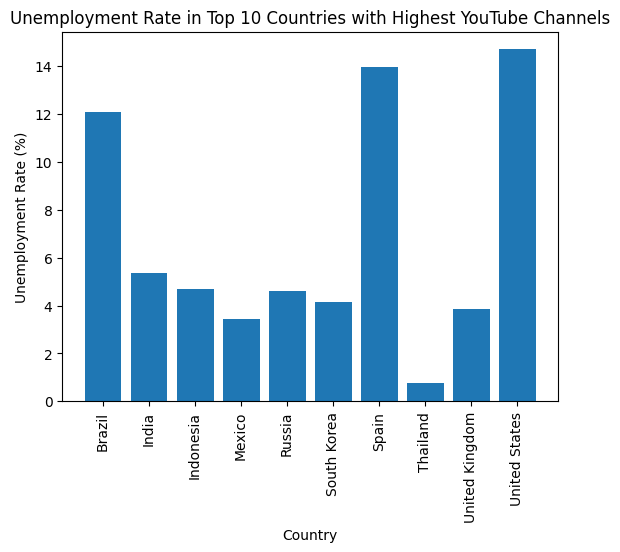 Unemployment Rate in Top 10 Countries with Highest YouTube Channels
Unemployment Rate (%)
14
12
10
8
6
4
2
0
Brazil
India
Indonesia
Mexico
Russia
South Korea
Spain
Thailand
United Kingdom
United States
Country